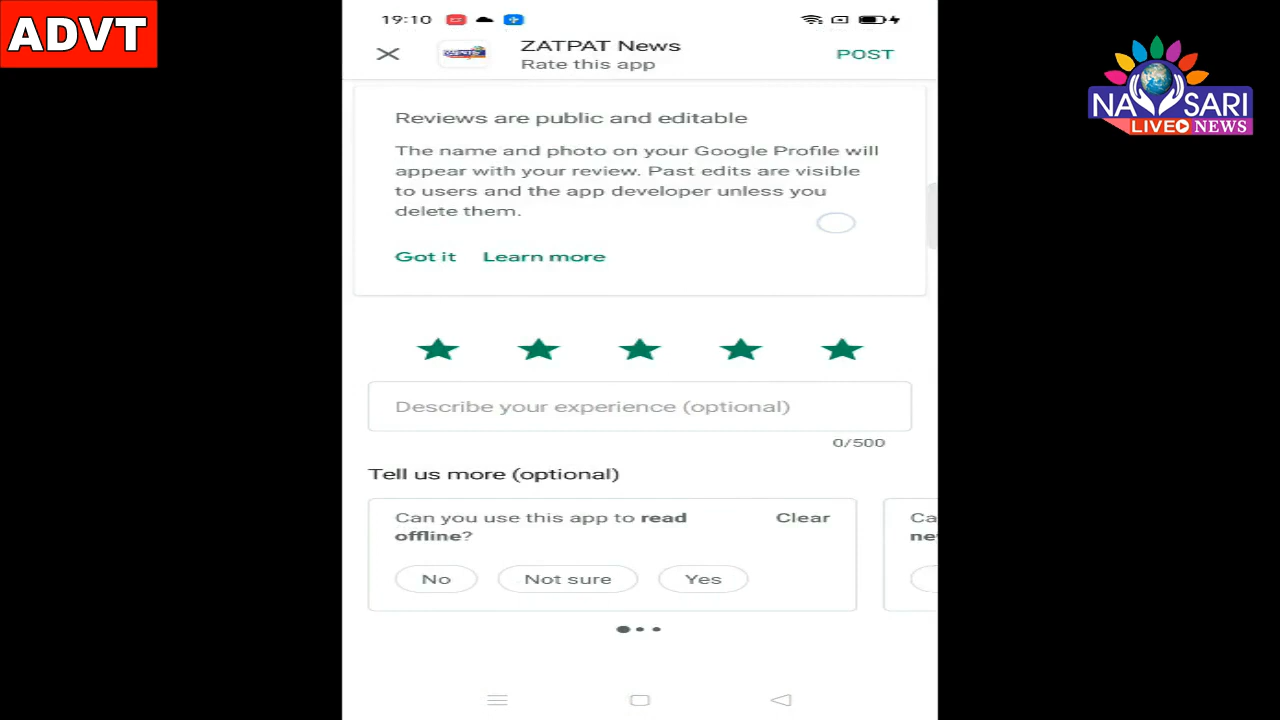 ADVT
19:10
ZATPAT News
Rate this app
POST
NAVSARI
LIVE NEWS
Reviews are public and editable
The name and photo on your Google Profile will
appear with your review. Past edits are visible
to users and the app developer unless you
delete them.
Got it Learn more
Describe your experience (optional)
0/500
Tell us more (optional)
Can you use this app to read
offline?
Clear
No Not sure Yes
Ca
ne